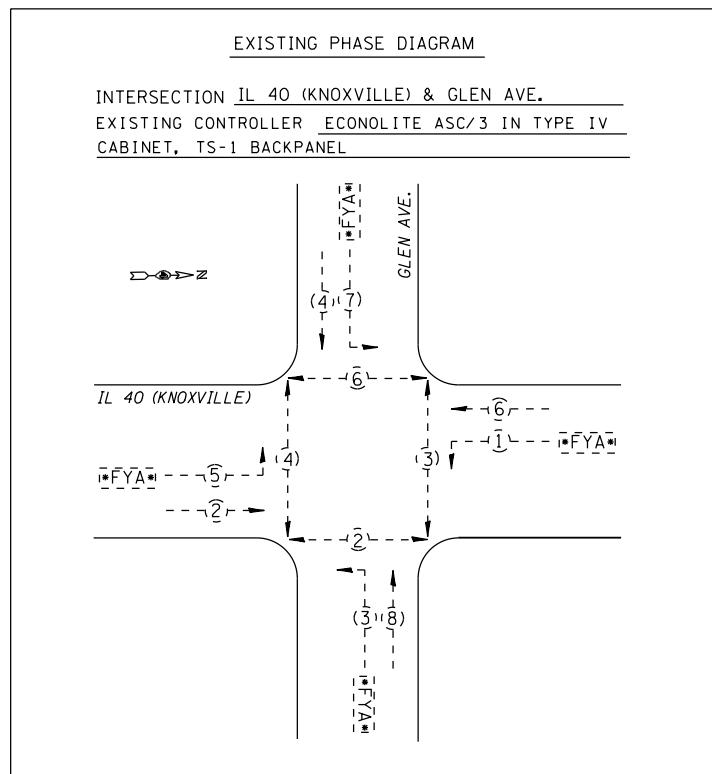 EXISTING PHASE DIAGRAM
INTERSECTION IL 40 (KNOXVILLE) & GLEN AVE.
EXISTING CONTROLLER ECONOLITE ASC/3 IN TYPE IV
CABINET, TS-1 BACKPANEL
*FYA*
GLEN AVE.
N
4 7
6
IL 40 (KNOXVILLE)
6
1 *FYA*
4 3
*FYA* 5
2
2
3 8
*FYA*